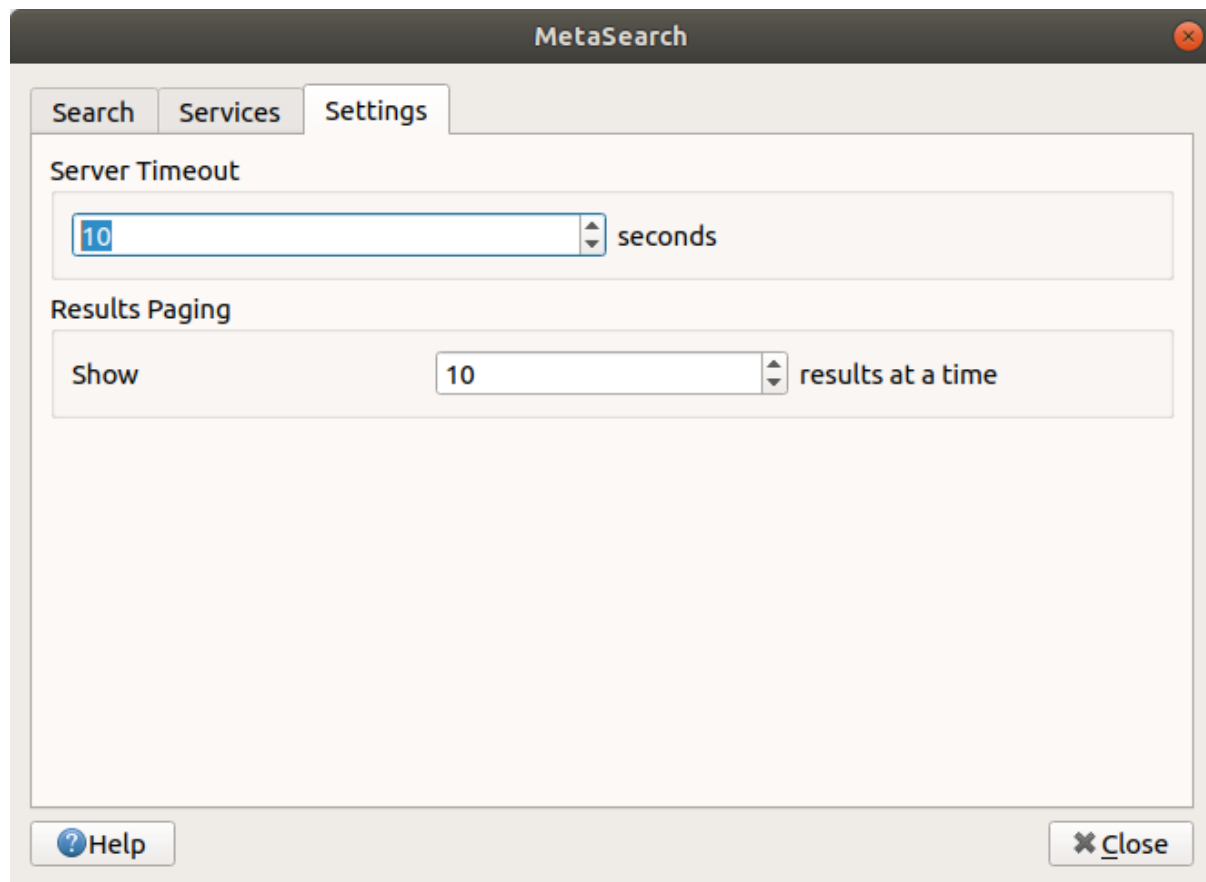 MetaSearch
Search Services Settings
Server Timeout
10 seconds
Results Paging
Show 10 results at a time
Help Close